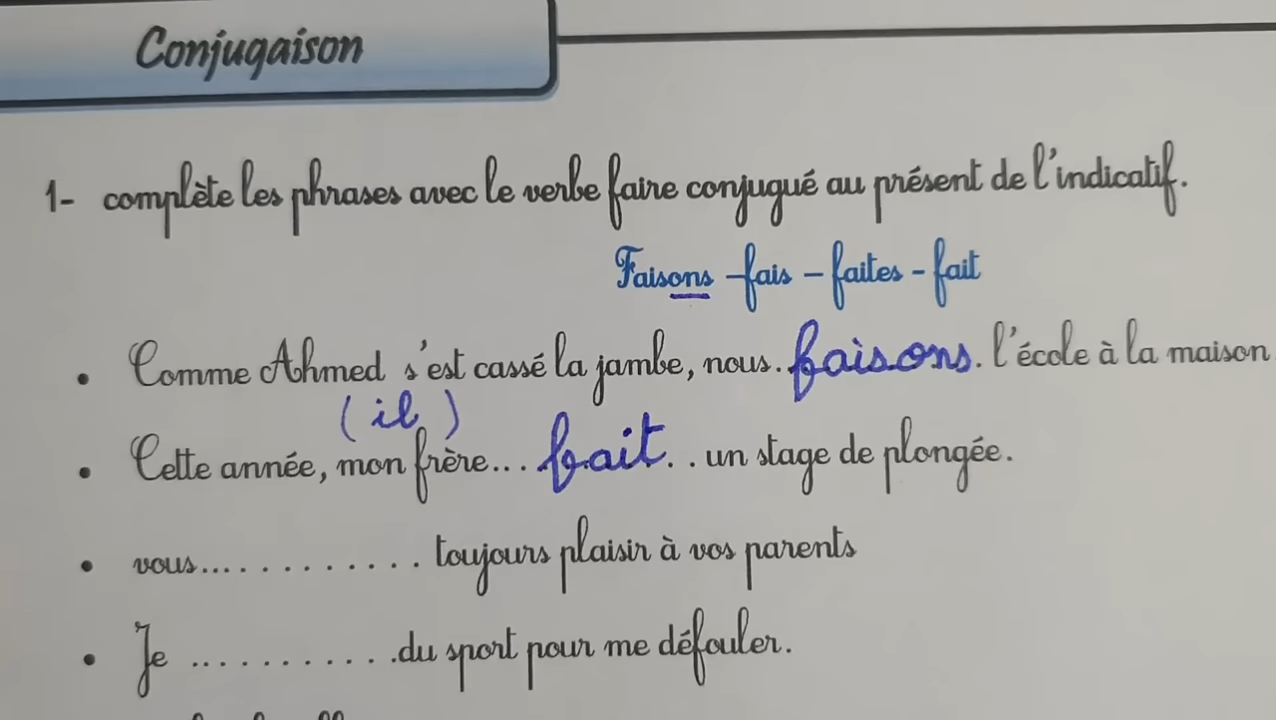 Conjugaison
1- complète les phrases avec le verbe faire conjugué au présent de l'indicatif.
Faisons - fais - faites - fait
• Comme Ahmed s'est cassé la jambe, nous. faisons. l'école à la maison
(il)
• Cette année, mon frère... fait. . un stage de plongée.
• vous... . . . . . . . . . toujours plaisir à vos parents
• Je ... . . . . . . . . .du sport pour me défouler.